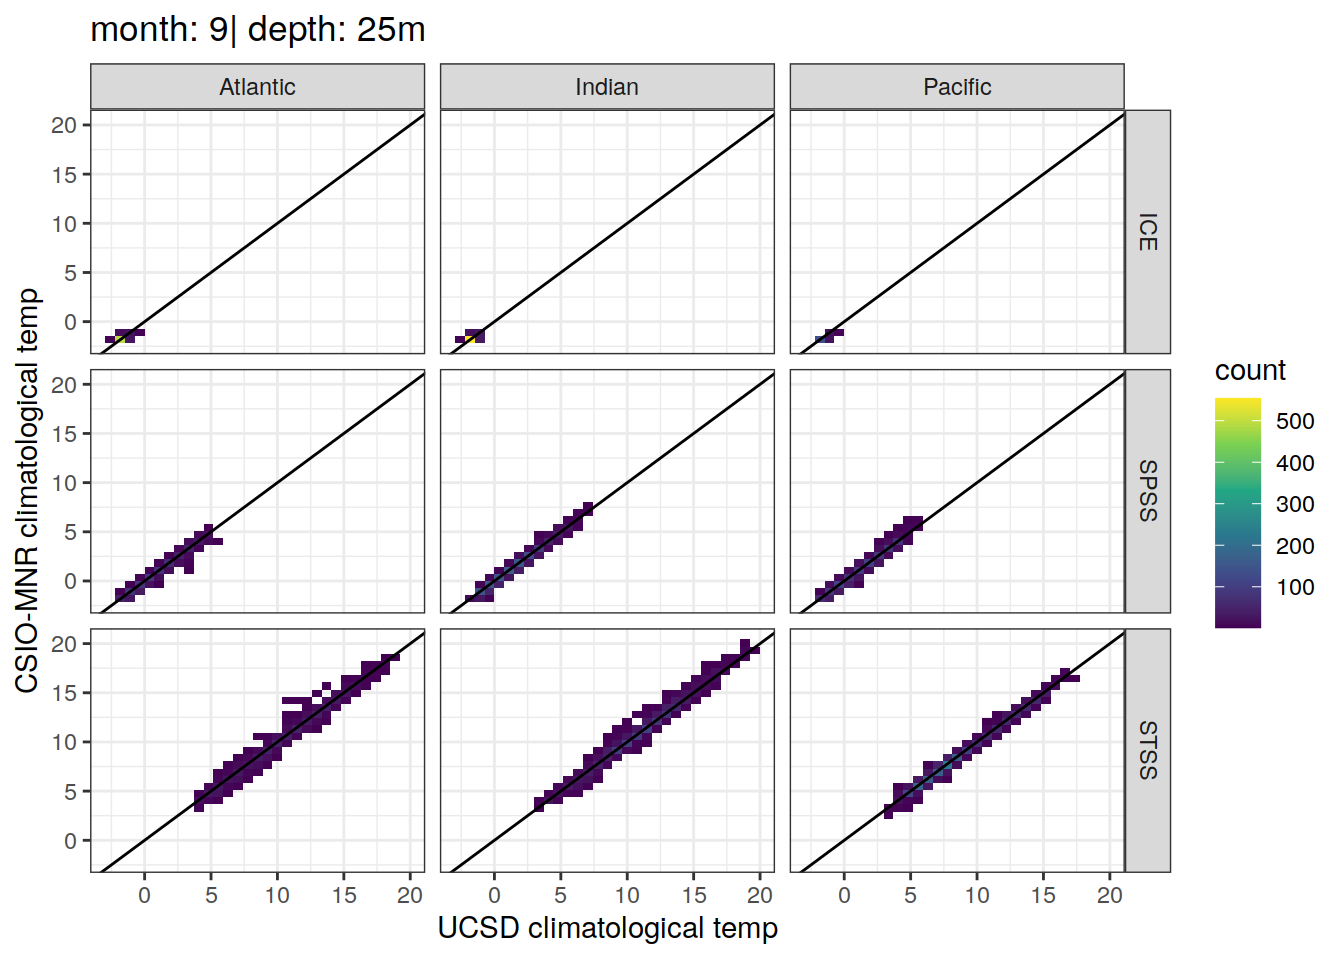 month: 9| depth: 25m
Atlantic
Indian
Pacific
20
15
10
5
0
ICE
20
15
10
5
0
SPSS
20
15
10
5
0
STSS
0 5 10 15 20
0 5 10 15 20
0 5 10 15 20
UCSD climatological temp
CSIO-MNR climatological temp
count
500
400
300
200
100